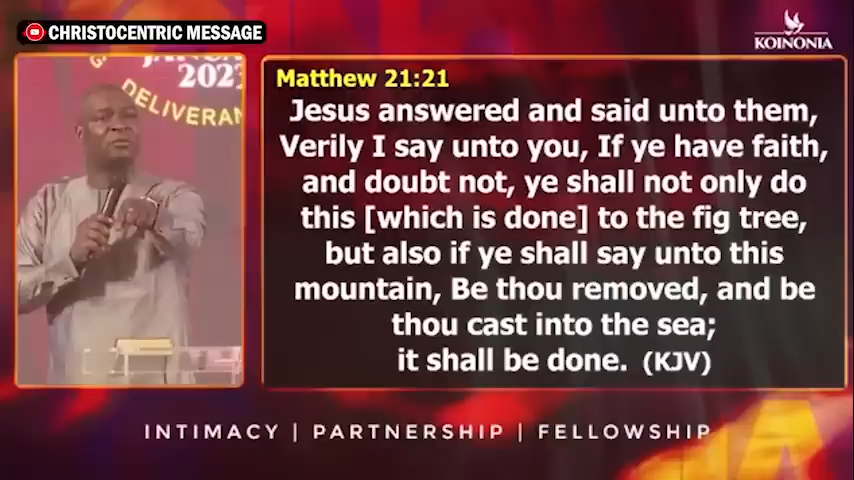 CHRISTOCENTRIC MESSAGE
KOINONIA
2023
DELIVERAN
Matthew 21:21
Jesus answered and said unto them,
Verily I say unto you, If ye have faith,
and doubt not, ye shall not only do
this [which is done] to the fig tree,
but also if ye shall say unto this
mountain, Be thou removed, and be
thou cast into the sea;
it shall be done. (KJV)
INTIMACY | PARTNERSHIP | FELLOWSHIP